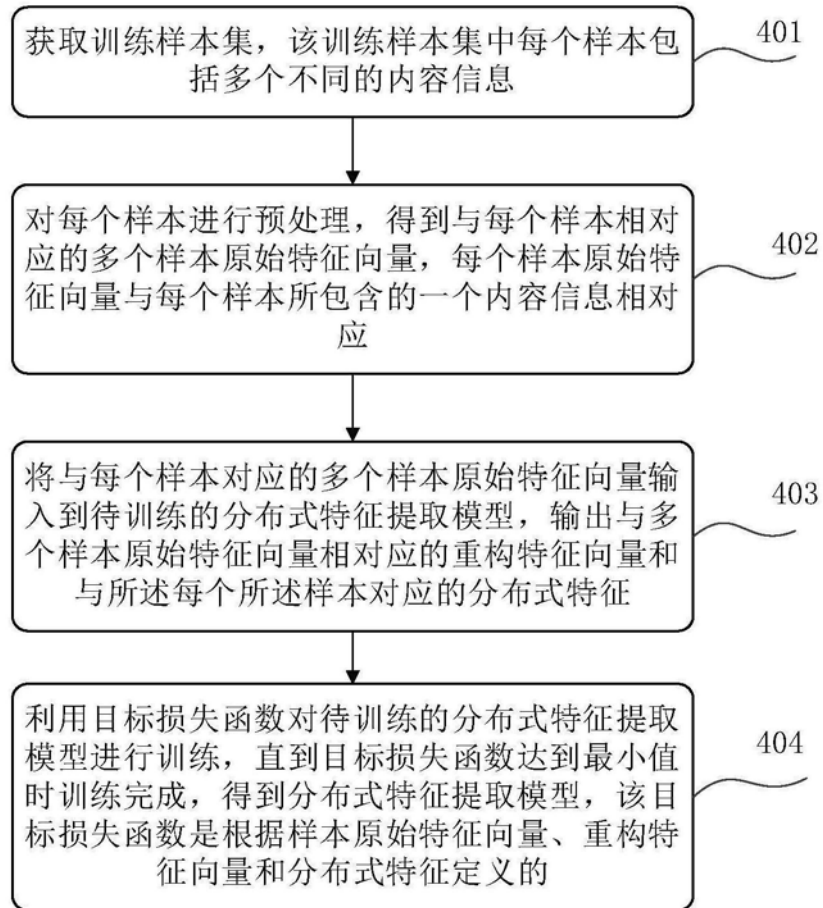 获取训练样本集，该训练样本集中每个样本包
括多个不同的内容信息
401
对每个样本进行预处理，得到与每个样本相对
应的多个样本原始特征向量，每个样本原始特
征向量与每个样本所包含的一个内容信息相对
应
402
将与每个样本对应的多个样本原始特征向量输
入到待训练的分布式特征提取模型，输出与多
个样本原始特征向量相对应的重构特征向量和
与所述每个所述样本对应的分布式特征
403
利用目标损失函数对待训练的分布式特征提取
模型进行训练，直到目标损失函数达到最小值
时训练完成，得到分布式特征提取模型，该目
标损失函数是根据样本原始特征向量、重构特
征向量和分布式特征定义的
404